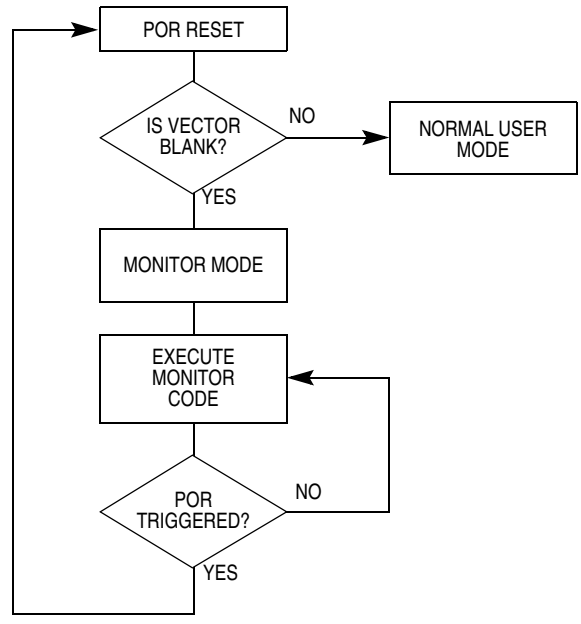 POR RESET
IS VECTOR
BLANK?
NO
NORMAL USER
MODE
YES
MONITOR MODE
EXECUTE
MONITOR
CODE
POR
TRIGGERED?
NO
YES